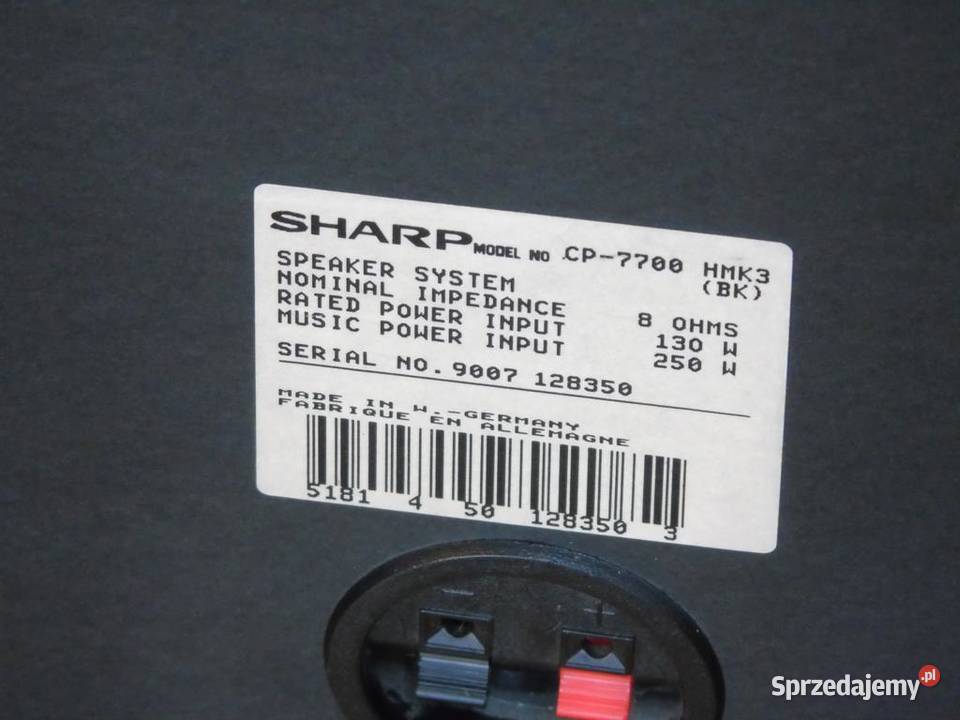 SHARP MODEL NO .CP-7700 HMK3
(BK)
SPEAKER SYSTEM
NOMINAL IMPEDANCE 8 OHMS
RATED POWER INPUT 130 W
MUSIC POWER INPUT 250 W
SERIAL NO.9007 128350
MADE IN W.-GERMANY
FABRIQUE EN ALLEMAGNE
5181 4 50 128350 3
- +
Sprzedajemy.pl